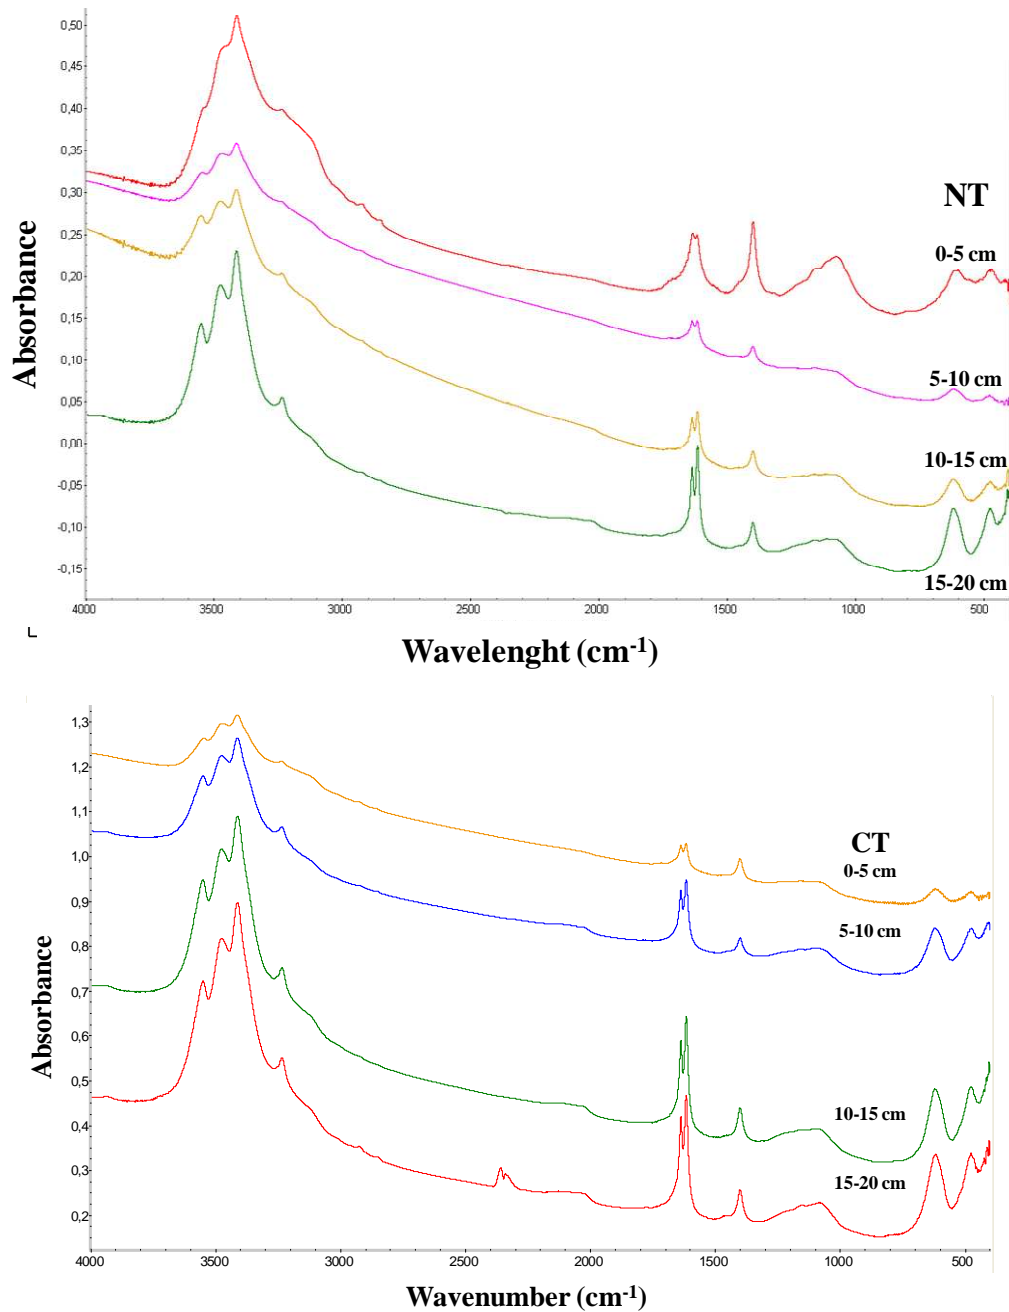 0,50
0,45
0,40
0,35
0,30
0,25
0,20
0,15
0,10
0,05
0,00
-0,05
-0,10
-0,15
Absorbance
NT
0-5 cm
5-10 cm
10-15 cm
15-20 cm
4000 3500 3000 2500 2000 1500 1000 500
Wavelenght (cm-1)
1,3
1,2
1,1
1,0
0,9
0,8
0,7
0,6
0,5
0,4
0,3
0,2
Absorbance
CT
0-5 cm
5-10 cm
10-15 cm
15-20 cm
4000 3500 3000 2500 2000 1500 1000 500
Wavenumber (cm-1)